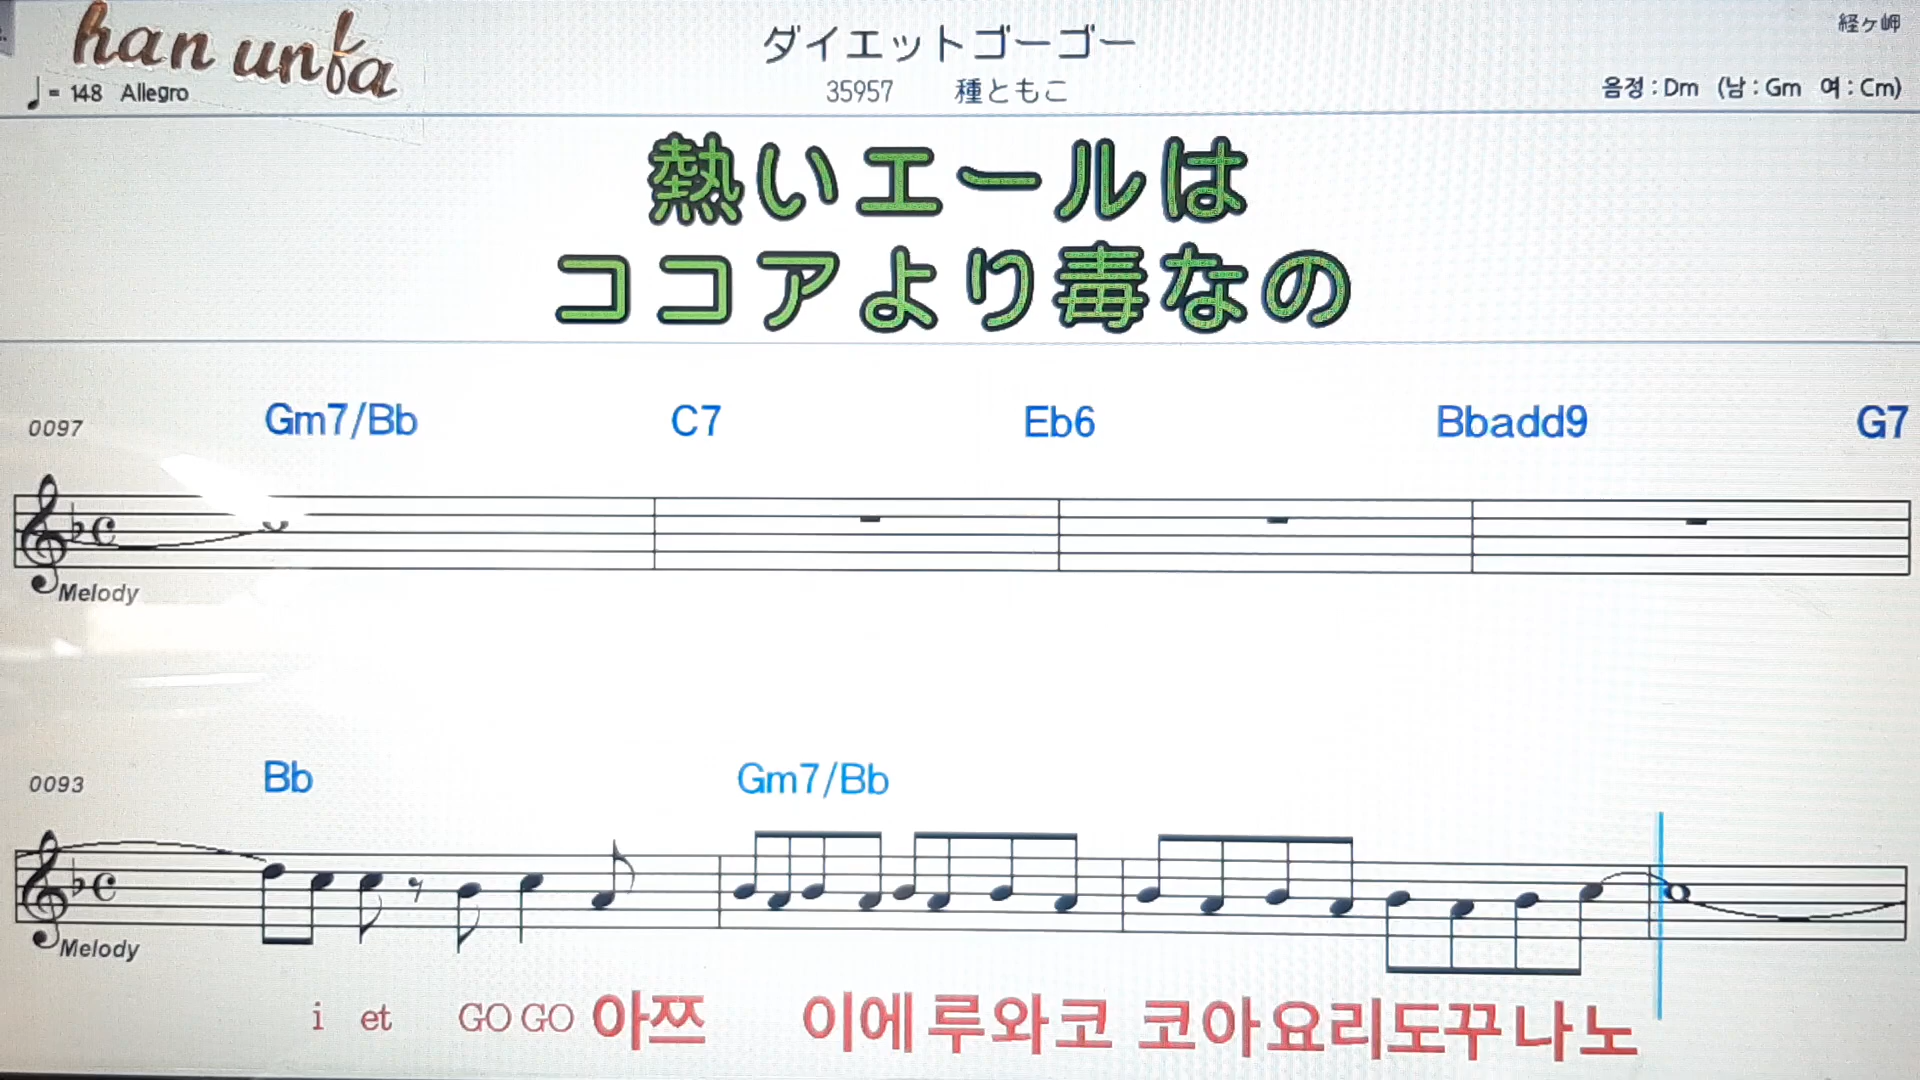 han unfa
ダイエットゴーゴー
経ヶ岬
♩= 148 Allegro
35957 種ともこ
음정 : Dm (남 : Gm 여 : Cm)
熱いエールは
ココアより毒なの
0097 Gm7/Bb C7 Eb6 Bbadd9 G7
Melody
0093 Bb Gm7/Bb
Melody
i et GO GO 아쯔 이에 루와코 코아요리도꾸나노